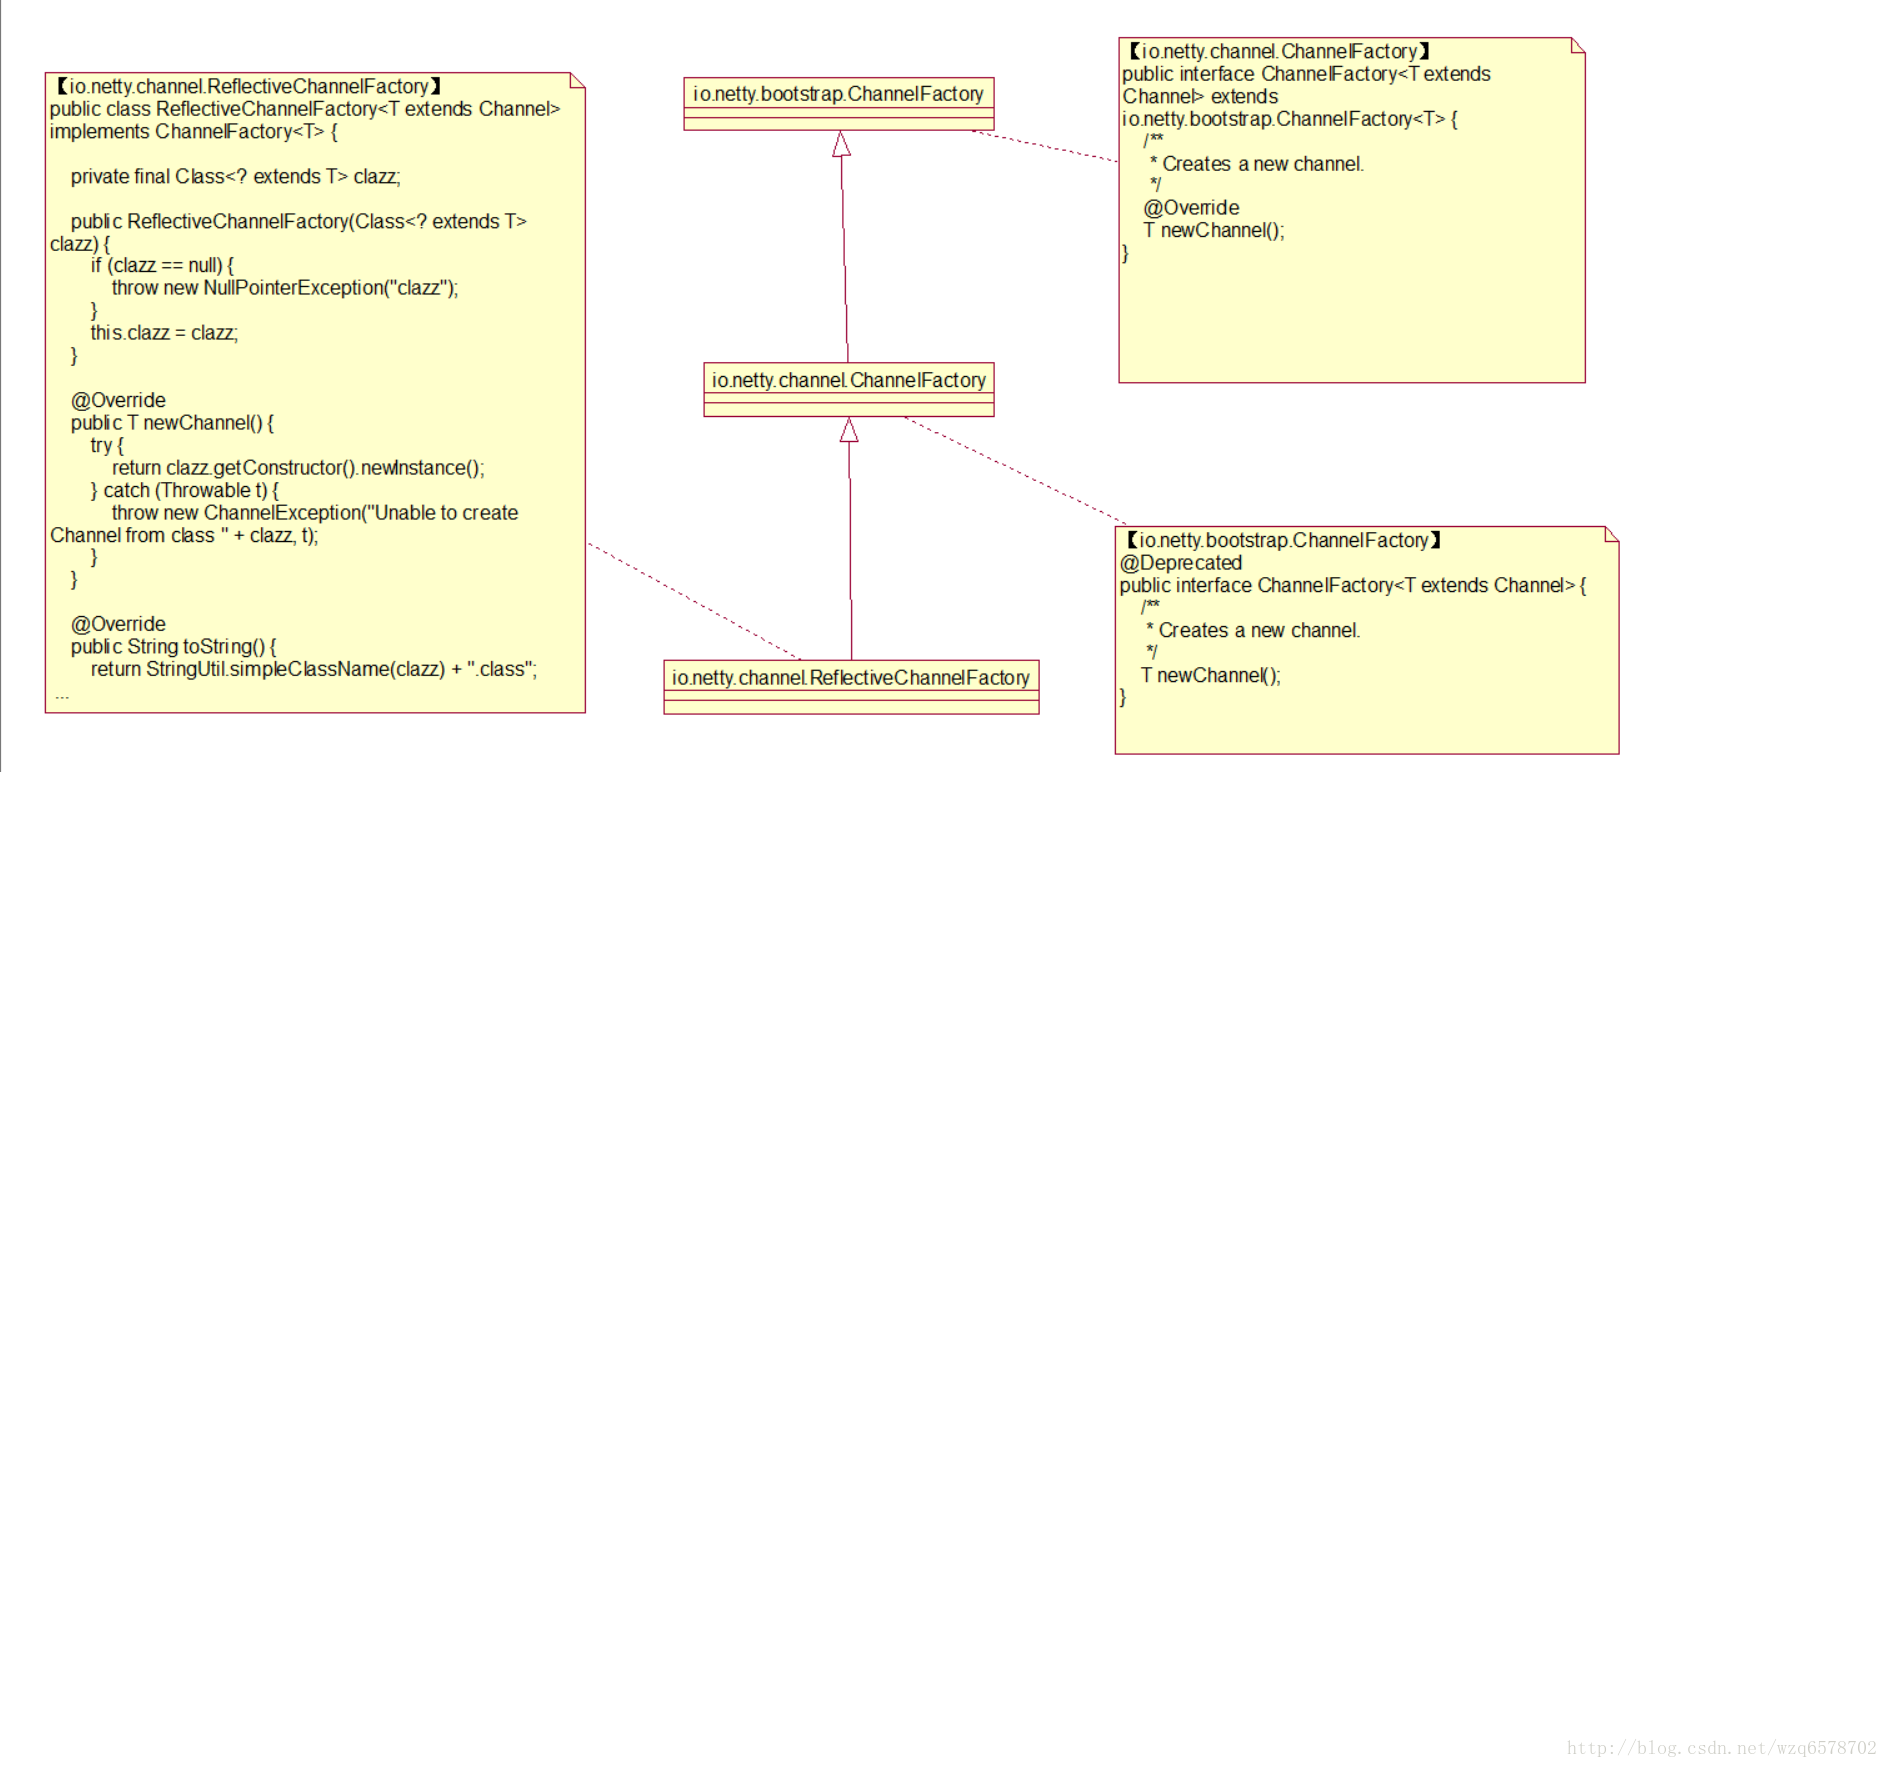 【io.netty.channel.ReflectiveChannelFactory】
public class ReflectiveChannelFactory<T extends Channel>
implements ChannelFactory<T> {
private final Class<? extends T> clazz;
public ReflectiveChannelFactory(Class<? extends T>
clazz) {
if (clazz == null) {
throw new NullPointerException("clazz");
}
this.clazz = clazz;
}
@Override
public T newChannel() {
try {
return clazz.getConstructor().newInstance();
} catch (Throwable t) {
throw new ChannelException("Unable to create
Channel from class " + clazz, t);
}
}
@Override
public String toString() {
return StringUtil.simpleClassName(clazz) + ".class";
...
io.netty.bootstrap.ChannelFactory
io.netty.channel.ChannelFactory
io.netty.channel.ReflectiveChannelFactory
【io.netty.channel.ChannelFactory】
public interface ChannelFactory<T extends
Channel> extends
io.netty.bootstrap.ChannelFactory<T> {
/**
* Creates a new channel.
*/
@Override
T newChannel();
}
【io.netty.bootstrap.ChannelFactory】
@Deprecated
public interface ChannelFactory<T extends Channel> {
/**
* Creates a new channel.
*/
T newChannel();
}
http://blog.csdn.net/wzq6578702